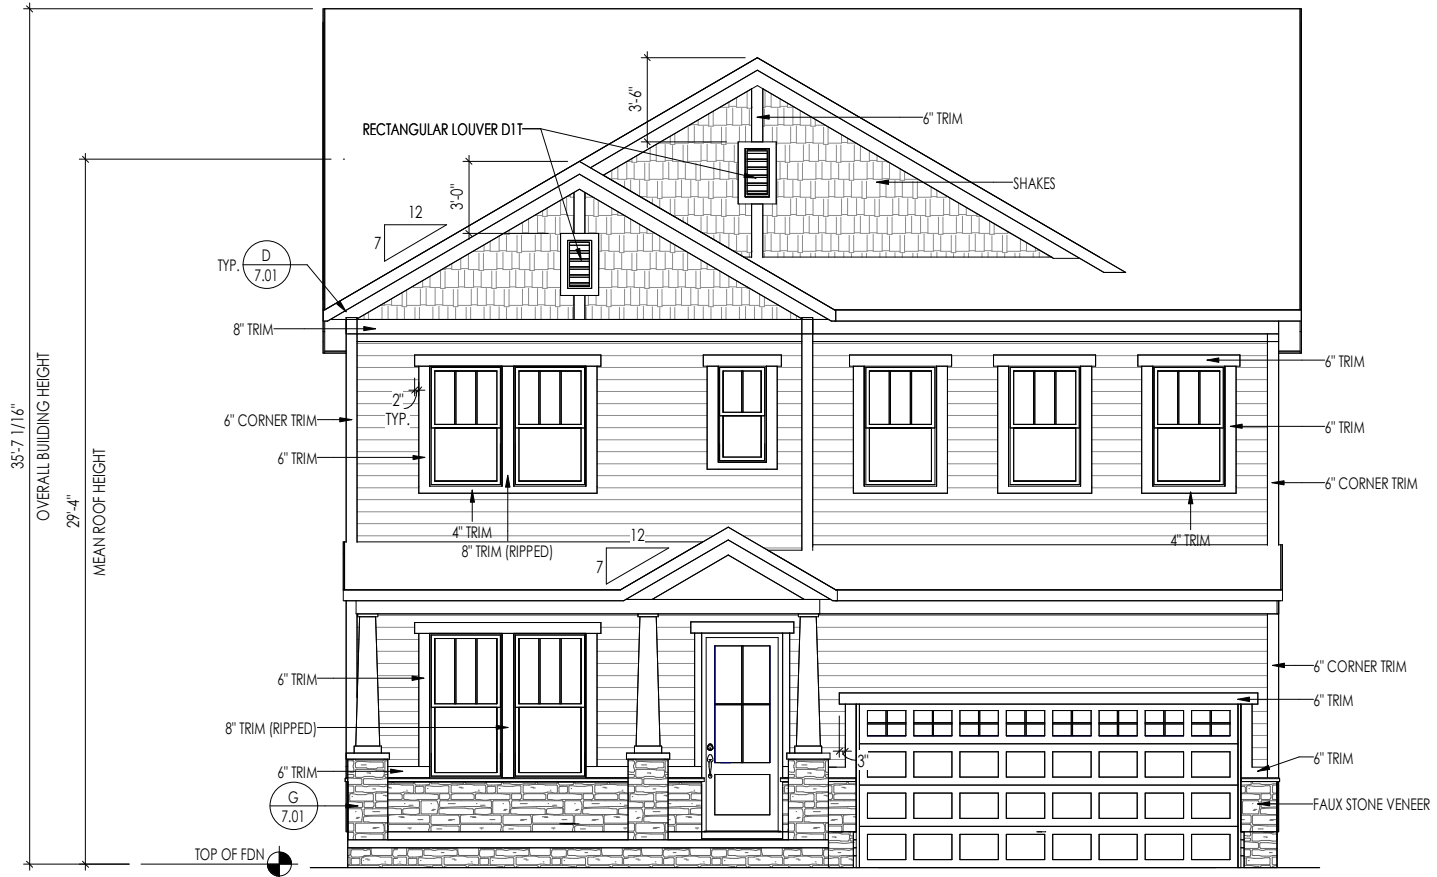 3'-6"
6" TRIM
RECTANGULAR LOUVER D1T
SHAKES
3'-0"
12
7
TYP.
D
7.01
8" TRIM
6" TRIM
2"
TYP.
6" CORNER TRIM
6" TRIM
6" TRIM
6" CORNER TRIM
35'-7 1/16"
OVERALL BUILDING HEIGHT
29'-4"
MEAN ROOF HEIGHT
4" TRIM
8" TRIM (RIPPED)
12
7
4" TRIM
6" CORNER TRIM
6" TRIM
6" TRIM
8" TRIM (RIPPED)
3"
6" TRIM
6" TRIM
G
7.01
FAUX STONE VENEER
TOP OF FDN